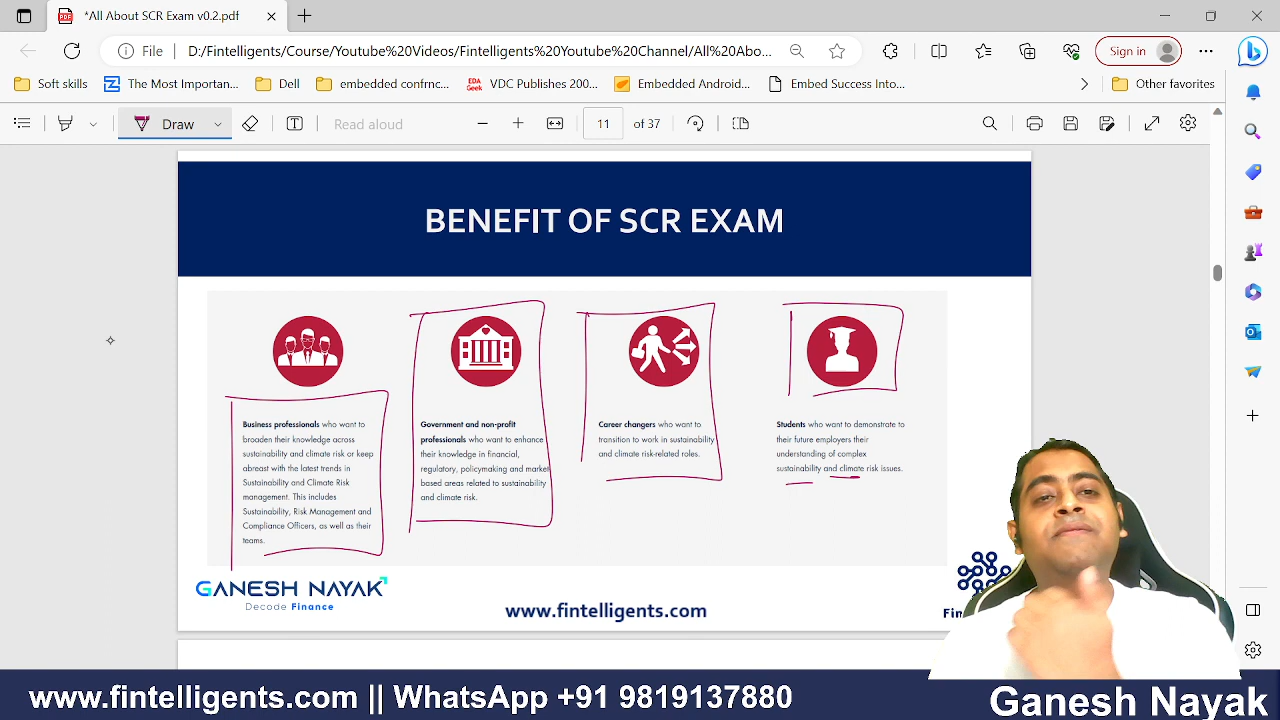 *All About SCR Exam v0.2.pdf
File
D:/Fintelligents/Course/Youtube%20Videos/Fintelligents%20Youtube%20Channel/All%20Abo...
Sign in
Soft skills
The Most Importan...
Dell
embedded confrnc...
EDA
Geek
VDC Publishes 200...
Embedded Android...
Embed Success Into...
Other favorites
Draw
Read aloud
11
of 37
BENEFIT OF SCR EXAM
Business professionals who want to
broaden their knowledge across
sustainability and climate risk or keep
abreast with the latest trends in
Sustainability and Climate Risk
management. This includes
Sustainability, Risk Management and
Compliance Officers, as well as their
teams.
Government and non-profit
professionals who want to enhance
their knowledge in financial,
regulatory, policymaking and market
based areas related to sustainability
and climate risk.
Career changers who want to
transition to work in sustainability
and climate risk-related roles.
Students who want to demonstrate to
their future employers their
understanding of complex
sustainability and climate risk issues.
GANESH NAYAK
Decode Finance
www.fintelligents.com
Fin
www.fintelligents.com || WhatsApp +91 9819137880
Ganesh Nayak